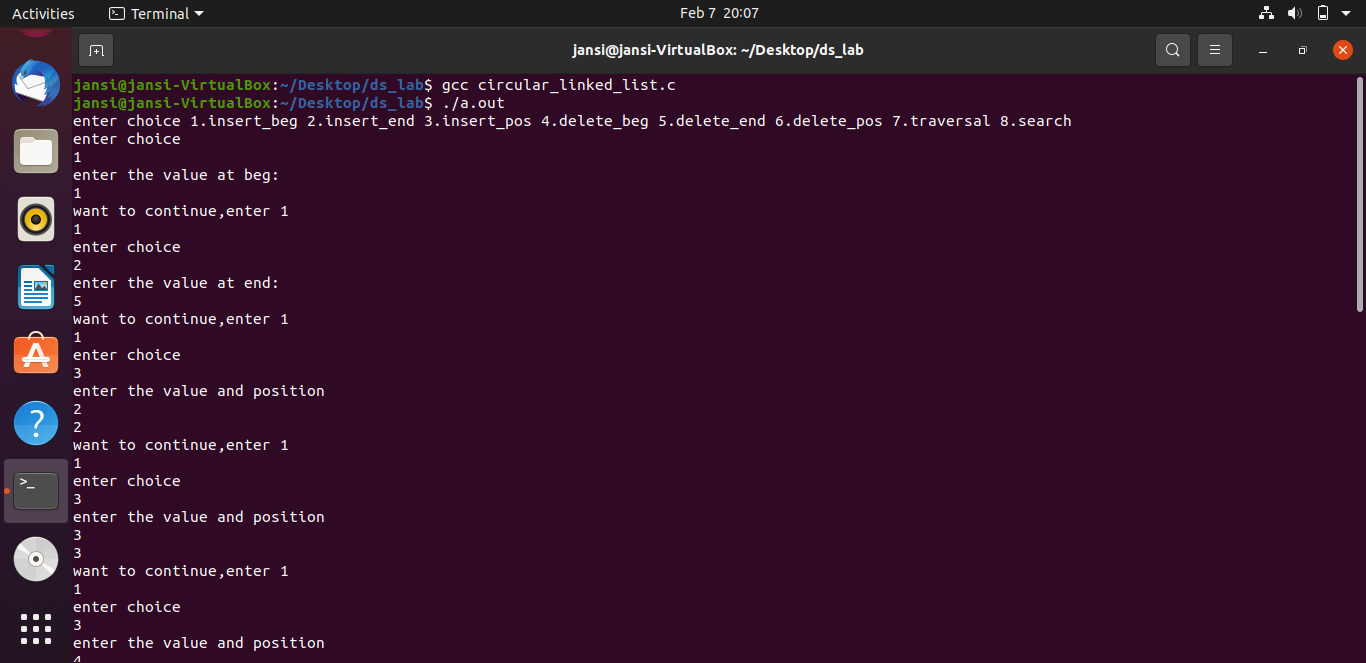 Activities Terminal Feb 7 20:07
jansi@jansi-VirtualBox: ~/Desktop/ds_lab
jansi@jansi-VirtualBox:~/Desktop/ds_lab$ gcc circular_linked_list.c
jansi@jansi-VirtualBox:~/Desktop/ds_lab$ ./a.out
enter choice 1.insert_beg 2.insert_end 3.insert_pos 4.delete_beg 5.delete_end 6.delete_pos 7.traversal 8.search
enter choice
1
enter the value at beg:
1
want to continue,enter 1
1
enter choice
2
enter the value at end:
5
want to continue,enter 1
1
enter choice
3
enter the value and position
2
2
want to continue,enter 1
1
enter choice
3
enter the value and position
3
3
want to continue,enter 1
1
enter choice
3
enter the value and position
4